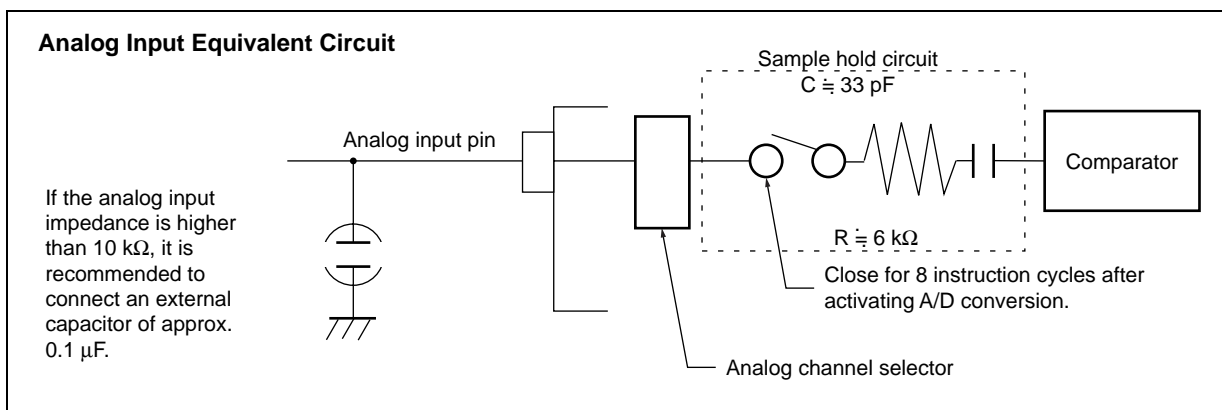 Analog Input Equivalent Circuit
Sample hold circuit
C ≒ 33 pF
Analog input pin
Comparator
If the analog input
impedance is higher
than 10 kΩ, it is
recommended to
connect an external
capacitor of approx.
0.1 µF.
R ≒ 6 kΩ
Close for 8 instruction cycles after
activating A/D conversion.
Analog channel selector